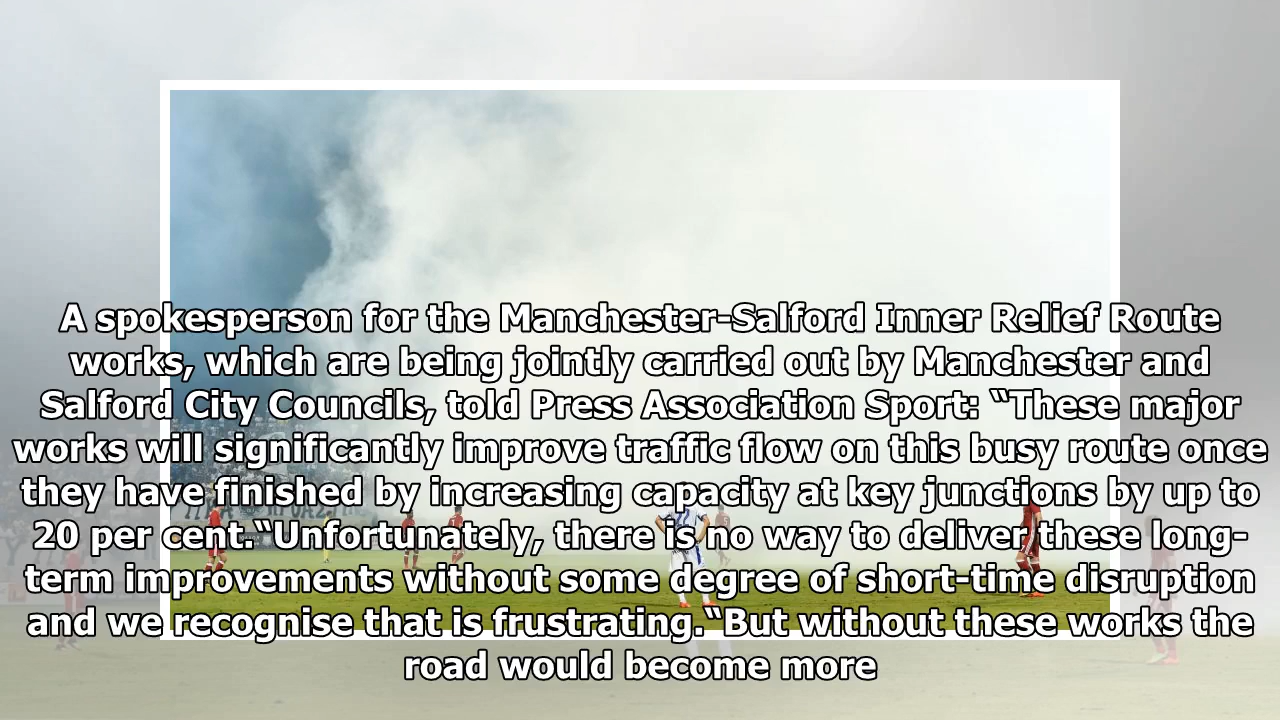 A spokesperson for the Manchester-Salford Inner Relief Route
works, which are being jointly carried out by Manchester and
Salford City Councils, told Press Association Sport: “These major
works will significantly improve traffic flow on this busy route once
they have finished by increasing capacity at key junctions by up to
20 per cent.“Unfortunately, there is no way to deliver these long-
term improvements without some degree of short-time disruption
and we recognise that is frustrating.“But without these works the
road would become more